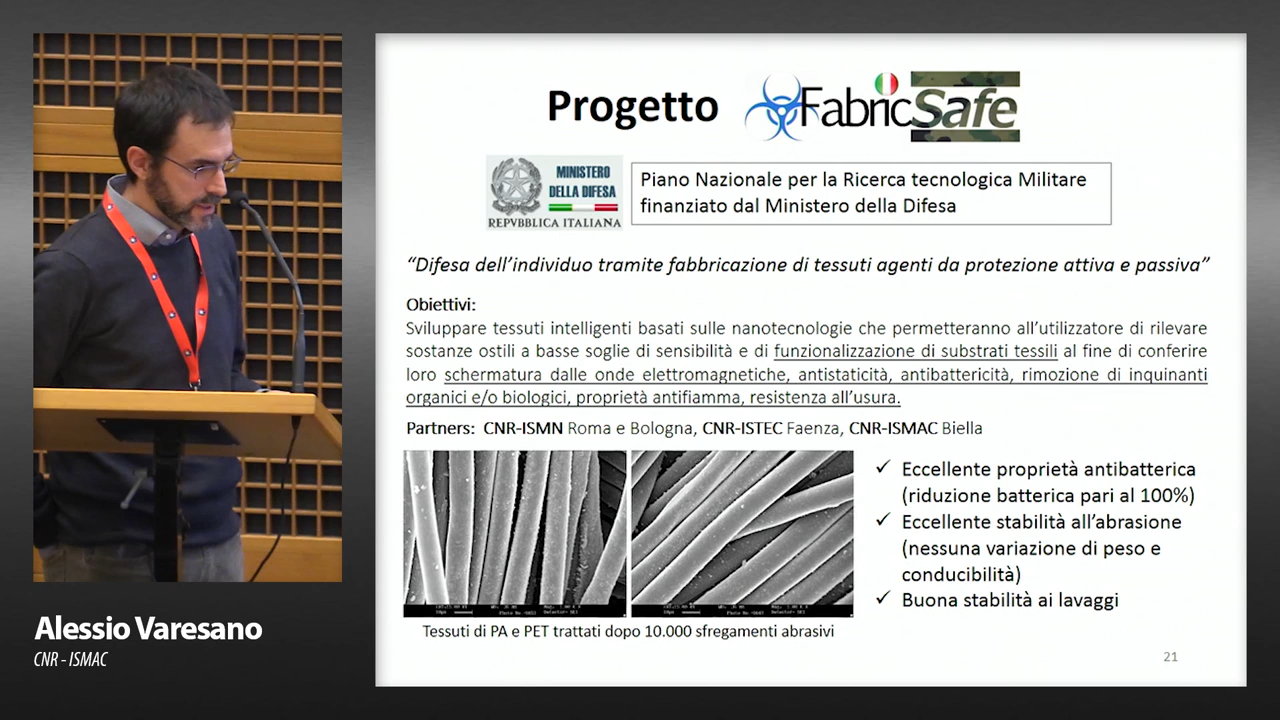 Progetto
FabricSafe
MINISTERO
DELLA DIFESA
REPVBBLICA ITALIANA
Piano Nazionale per la Ricerca tecnologica Militare
finanziato dal Ministero della Difesa
“Difesa dell’individuo tramite fabbricazione di tessuti agenti da protezione attiva e passiva”
Obiettivi:
Sviluppare tessuti intelligenti basati sulle nanotecnologie che permetteranno all’utilizzatore di rilevare
sostanze ostili a basse soglie di sensibilità e di funzionalizzazione di substrati tessili al fine di conferire
loro schermatura dalle onde elettromagnetiche, antistaticità, antibattericità, rimozione di inquinanti
organici e/o biologici, proprietà antifiamma, resistenza all’usura.
Partners: CNR-ISMN Roma e Bologna, CNR-ISTEC Faenza, CNR-ISMAC Biella
✓ Eccellente proprietà antibatterica
(riduzione batterica pari al 100%)
✓ Eccellente stabilità all’abrasione
(nessuna variazione di peso e
conducibilità)
✓ Buona stabilità ai lavaggi
Tessuti di PA e PET trattati dopo 10.000 sfregamenti abrasivi
21
Alessio Varesano
CNR - ISMAC